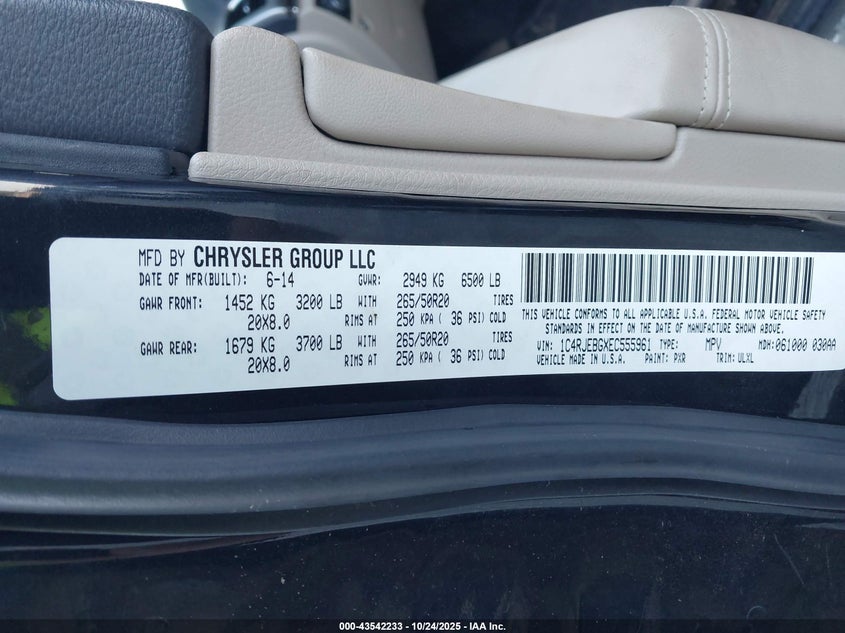 MFD BY CHRYSLER GROUP LLC
DATE OF MFR(BUILT): 6-14 GVWR: 2949 KG 6500 LB
GAWR FRONT: 1452 KG 3200 LB WITH 265/50R20 TIRES
20X8.0 RIMS AT 250 KPA ( 36 PSI) COLD
GAWR REAR: 1679 KG 3700 LB WITH 265/50R20 TIRES
20X8.0 RIMS AT 250 KPA ( 36 PSI) COLD
THIS VEHICLE CONFORMS TO ALL APPLICABLE U.S.A. FEDERAL MOTOR VEHICLE SAFETY
STANDARDS IN EFFECT ON THE DATE OF MANUFACTURE SHOWN ABOVE.
VIN: 1C4RJEBGXEC555961 TYPE: MPV MDH: 061000 030AA
VEHICLE MADE IN U.S.A. PAINT: PXR TRIM: ULXL
000-43542233 - 10/24/2025 - IAA Inc.